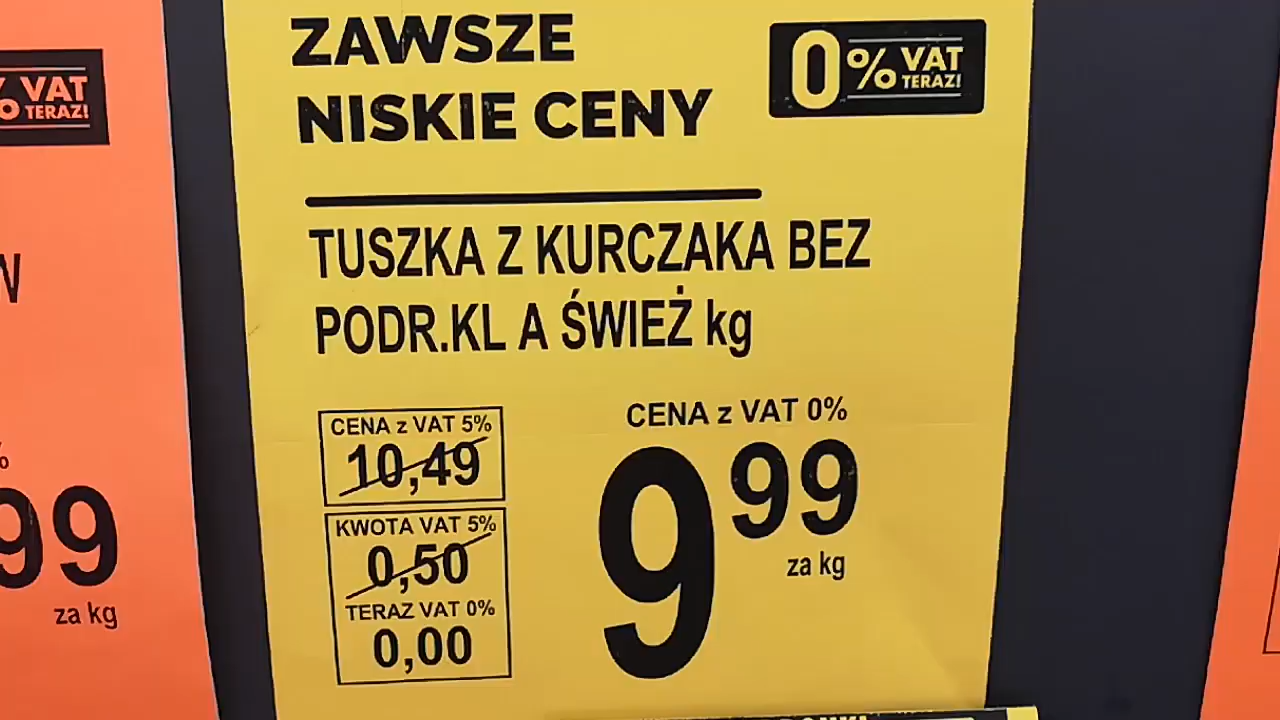 ZAWSZE
NISKIE CENY
0% VAT
TERAZ!
% VAT
TERAZ!
TUSZKA Z KURCZAKA BEZ
PODR.KL A ŚWIEŻ kg
CENA z VAT 5%
10,49
KWOTA VAT 5%
0,50
TERAZ VAT 0%
0,00
CENA z VAT 0%
9 99
za kg
W
%
99
za kg